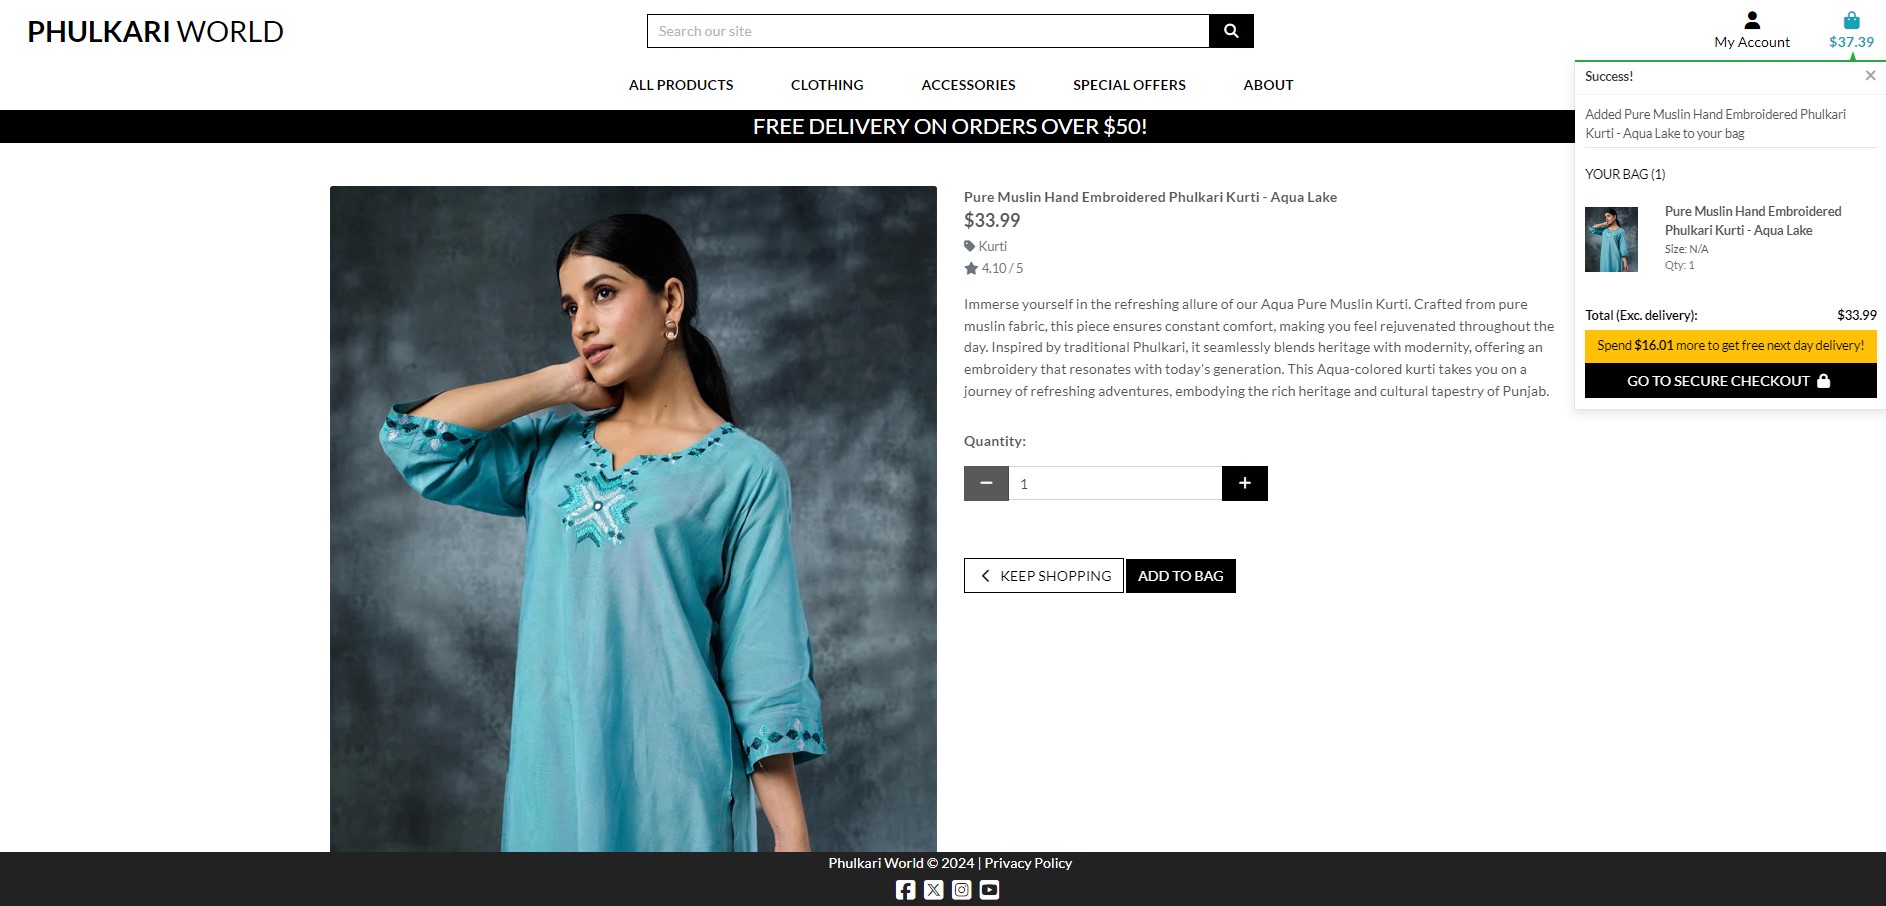 PHULKARI WORLD
Search our site
My Account
$37.39
ALL PRODUCTS
CLOTHING
ACCESSORIES
SPECIAL OFFERS
ABOUT
FREE DELIVERY ON ORDERS OVER $50!
Success!
Added Pure Muslin Hand Embroidered Phulkari
Kurti - Aqua Lake to your bag
YOUR BAG (1)
Pure Muslin Hand Embroidered
Phulkari Kurti - Aqua Lake
Size: N/A
Qty: 1
Total (Exc. delivery):
$33.99
Spend $16.01 more to get free next day delivery!
GO TO SECURE CHECKOUT
Pure Muslin Hand Embroidered Phulkari Kurti - Aqua Lake
$33.99
Kurti
4.10 / 5
Immerse yourself in the refreshing allure of our Aqua Pure Muslin Kurti. Crafted from pure
muslin fabric, this piece ensures constant comfort, making you feel rejuvenated throughout the
day. Inspired by traditional Phulkari, it seamlessly blends heritage with modernity, offering an
embroidery that resonates with today's generation. This Aqua-colored kurti takes you on a
journey of refreshing adventures, embodying the rich heritage and cultural tapestry of Punjab.
Quantity:
1
KEEP SHOPPING
ADD TO BAG
Phulkari World © 2024 | Privacy Policy